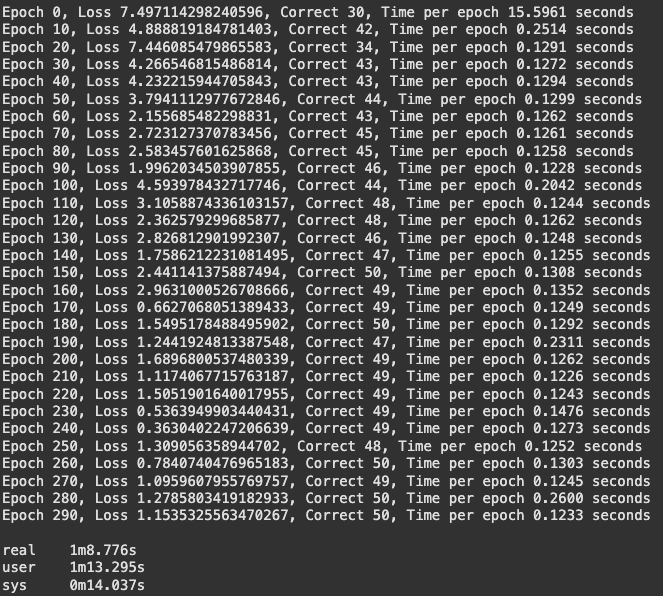 Epoch 0, Loss 7.497114298240596, Correct 30, Time per epoch 15.5961 seconds
Epoch 10, Loss 4.888819184781403, Correct 42, Time per epoch 0.2514 seconds
Epoch 20, Loss 7.446085479865583, Correct 34, Time per epoch 0.1291 seconds
Epoch 30, Loss 4.266546815486814, Correct 43, Time per epoch 0.1272 seconds
Epoch 40, Loss 4.232215944705843, Correct 43, Time per epoch 0.1294 seconds
Epoch 50, Loss 3.7941112977672846, Correct 44, Time per epoch 0.1299 seconds
Epoch 60, Loss 2.155685482298831, Correct 43, Time per epoch 0.1262 seconds
Epoch 70, Loss 2.723127370783456, Correct 45, Time per epoch 0.1261 seconds
Epoch 80, Loss 2.583457601625868, Correct 45, Time per epoch 0.1258 seconds
Epoch 90, Loss 1.9962034503907855, Correct 46, Time per epoch 0.1228 seconds
Epoch 100, Loss 4.593978432717746, Correct 44, Time per epoch 0.2042 seconds
Epoch 110, Loss 3.1058874336103157, Correct 48, Time per epoch 0.1244 seconds
Epoch 120, Loss 2.362579299685877, Correct 48, Time per epoch 0.1262 seconds
Epoch 130, Loss 2.826812901992307, Correct 46, Time per epoch 0.1248 seconds
Epoch 140, Loss 1.7586212231081495, Correct 47, Time per epoch 0.1255 seconds
Epoch 150, Loss 2.441141375887494, Correct 50, Time per epoch 0.1308 seconds
Epoch 160, Loss 2.9631000526708666, Correct 49, Time per epoch 0.1352 seconds
Epoch 170, Loss 0.6627068051389433, Correct 49, Time per epoch 0.1249 seconds
Epoch 180, Loss 1.5495178488495902, Correct 50, Time per epoch 0.1292 seconds
Epoch 190, Loss 1.2441924813387548, Correct 47, Time per epoch 0.2311 seconds
Epoch 200, Loss 1.6896800537480339, Correct 49, Time per epoch 0.1262 seconds
Epoch 210, Loss 1.1174067715763187, Correct 49, Time per epoch 0.1226 seconds
Epoch 220, Loss 1.5051901640017955, Correct 49, Time per epoch 0.1243 seconds
Epoch 230, Loss 0.5363949903440431, Correct 49, Time per epoch 0.1476 seconds
Epoch 240, Loss 0.3630402247206639, Correct 49, Time per epoch 0.1273 seconds
Epoch 250, Loss 1.309056358944702, Correct 48, Time per epoch 0.1252 seconds
Epoch 260, Loss 0.7840740476965183, Correct 50, Time per epoch 0.1303 seconds
Epoch 270, Loss 1.0959607955769757, Correct 49, Time per epoch 0.1245 seconds
Epoch 280, Loss 1.2785803419182933, Correct 50, Time per epoch 0.2600 seconds
Epoch 290, Loss 1.1535325563470267, Correct 50, Time per epoch 0.1233 seconds
real 1m8.776s
user 1m13.295s
sys 0m14.037s